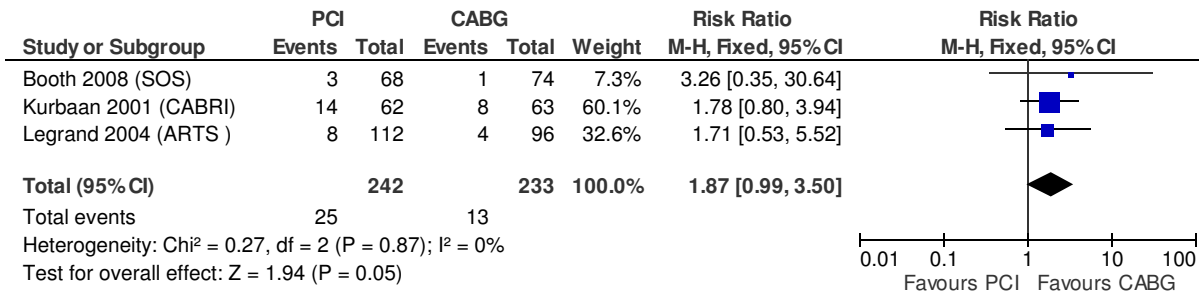 PCI CABG Risk Ratio Risk Ratio
Study or Subgroup Events Total Events Total Weight M-H, Fixed, 95% CI M-H, Fixed, 95% CI
Booth 2008 (SOS) 3 68 1 74 7.3% 3.26 [0.35, 30.64]
Kurbaan 2001 (CABRI) 14 62 8 63 60.1% 1.78 [0.80, 3.94]
Legrand 2004 (ARTS ) 8 112 4 96 32.6% 1.71 [0.53, 5.52]
Total (95% CI) 242 233 100.0% 1.87 [0.99, 3.50]
Total events 25 13
Heterogeneity: Chi² = 0.27, df = 2 (P = 0.87); I² = 0%
Test for overall effect: Z = 1.94 (P = 0.05)
0.01 0.1 1 10 100
Favours PCI Favours CABG